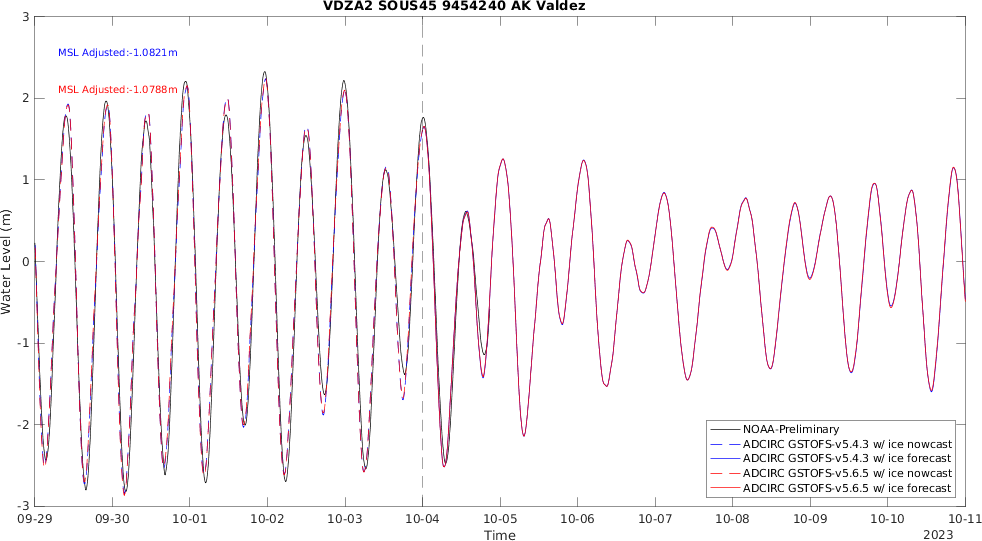 VDZA2 SOUS45 9454240 AK Valdez
MSL Adjusted:-1.0821m
MSL Adjusted:-1.0788m
3
2
1
0
-1
-2
-3
Water Level (m)
09-29 09-30 10-01 10-02 10-03 10-04 10-05 10-06 10-07 10-08 10-09 10-10 10-11
Time
2023
NOAA-Preliminary
ADCIRC GSTOFS-v5.4.3 w/ ice nowcast
ADCIRC GSTOFS-v5.4.3 w/ ice forecast
ADCIRC GSTOFS-v5.6.5 w/ ice nowcast
ADCIRC GSTOFS-v5.6.5 w/ ice forecast